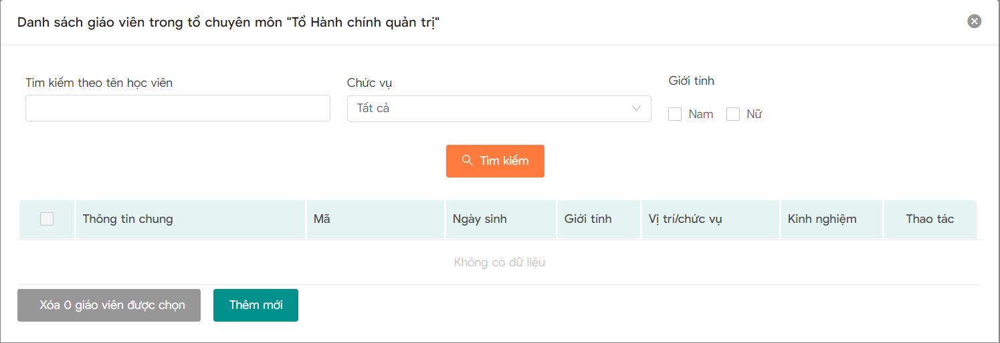 Danh sách giáo viên trong tổ chuyên môn "Tổ Hành chính quản trị"
Tìm kiếm theo tên học viên
Chức vụ
Giới tính
Tất cả
Nam
Nữ
Tìm kiếm
Thông tin chung
Mã
Ngày sinh
Giới tính
Vị trí/chức vụ
Kinh nghiệm
Thao tác
Không có dữ liệu
Xóa 0 giáo viên được chọn
Thêm mới